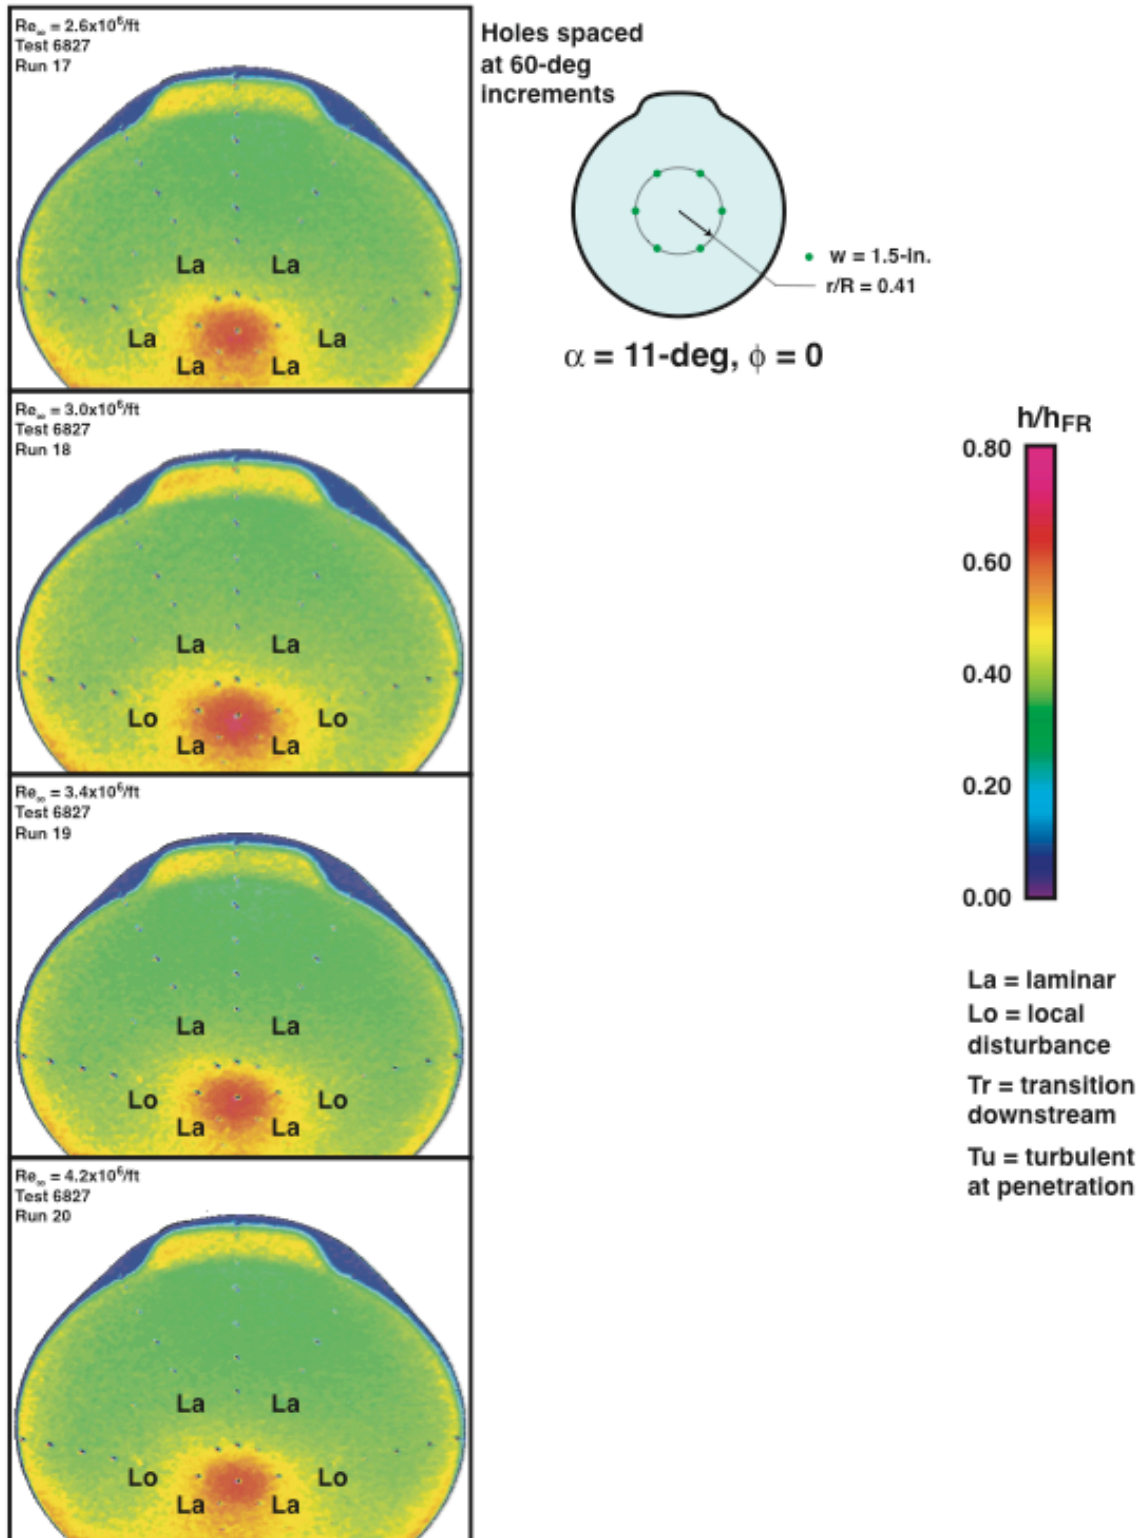 Re∞ = 2.6x10⁶/ft
Test 6827
Run 17
La La
La La
La La
Holes spaced
at 60-deg
increments
w = 1.5-in.
r/R = 0.41
α = 11-deg, ϕ = 0
Re∞ = 3.0x10⁶/ft
Test 6827
Run 18
La La
Lo Lo
La La
Re∞ = 3.4x10⁶/ft
Test 6827
Run 19
La La
Lo Lo
La La
Re∞ = 4.2x10⁶/ft
Test 6827
Run 20
La La
Lo Lo
La La
h/hFR
0.80
0.60
0.40
0.20
0.00
La = laminar
Lo = local
disturbance
Tr = transition
downstream
Tu = turbulent
at penetration